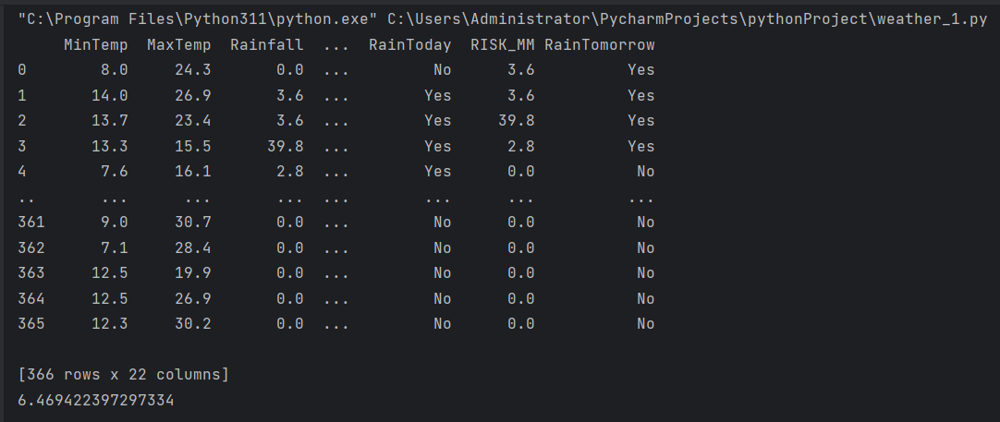 "C:\Program Files\Python311\python.exe" C:\Users\Administrator\PycharmProjects\pythonProject\weather_1.py
     MinTemp  MaxTemp  Rainfall  ...  RainToday  RISK_MM RainTomorrow
0        8.0     24.3       0.0  ...         No      3.6          Yes
1       14.0     26.9       3.6  ...        Yes      3.6          Yes
2       13.7     23.4       3.6  ...        Yes     39.8          Yes
3       13.3     15.5      39.8  ...        Yes      2.8          Yes
4        7.6     16.1       2.8  ...        Yes      0.0           No
..       ...      ...       ...  ...        ...      ...          ...
361      9.0     30.7       0.0  ...         No      0.0           No
362      7.1     28.4       0.0  ...         No      0.0           No
363     12.5     19.9       0.0  ...         No      0.0           No
364     12.5     26.9       0.0  ...         No      0.0           No
365     12.3     30.2       0.0  ...         No      0.0           No
[366 rows x 22 columns]
6.469422397297334